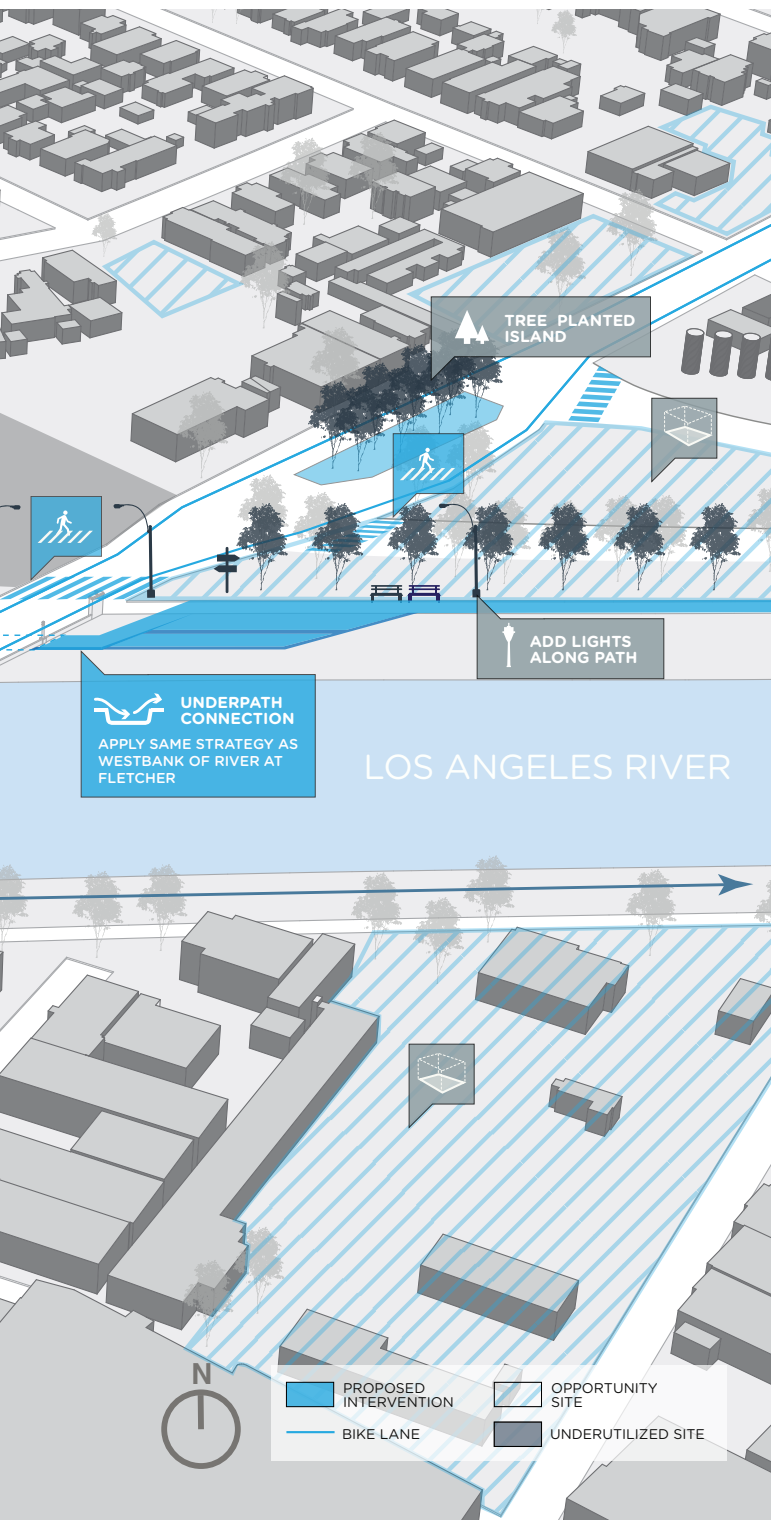 TREE PLANTED
ISLAND
ADD LIGHTS
ALONG PATH
UNDERPATH
CONNECTION
APPLY SAME STRATEGY AS
WESTBANK OF RIVER AT
FLETCHER
LOS ANGELES RIVER
N
PROPOSED
INTERVENTION
OPPORTUNITY
SITE
BIKE LANE
UNDERUTILIZED SITE